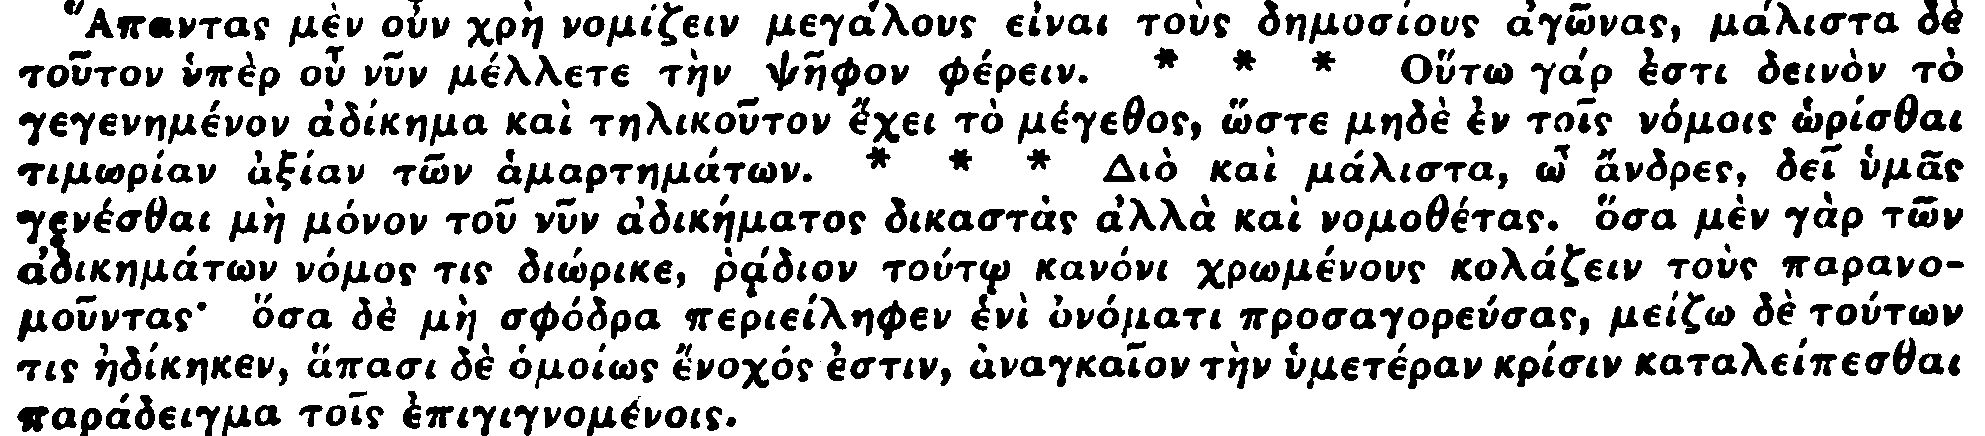 Ἅπαντας μὲν οὖν χρὴ νομίζειν μεγάλους εἶναι τοὺς δημοσίους ἀγῶνας, μάλιστα δὲ
τοῦτον ὑπὲρ οὗ νῦν μέλλετε τὴν ψῆφον φέρειν. * * * Οὕτω γάρ ἐστι δεινὸν τὸ
γεγενημένον ἀδίκημα καὶ τηλικοῦτον ἔχει τὸ μέγεθος, ὥστε μηδὲ ἐν τοῖς νόμοις ὡρίσθαι
τιμωρίαν ἀξίαν τῶν ἁμαρτημάτων. * * * Διὸ καὶ μάλιστα, ὦ ἄνδρες, δεῖ ὑμᾶς
γενέσθαι μὴ μόνον τοῦ νῦν ἀδικήματος δικαστὰς ἀλλὰ καὶ νομοθέτας. ὅσα μὲν γὰρ τῶν
ἀδικημάτων νόμος τις διώρικε, ῥᾴδιον τούτῳ κανόνι χρωμένους κολάζειν τοὺς παρανο-
μοῦντας· ὅσα δὲ μὴ σφόδρα περιείληφεν ἑνὶ ὀνόματι προσαγορεύσας, μείζω δὲ τούτων
τις ἠδίκηκεν, ἅπασι δὲ ὁμοίως ἔνοχός ἐστιν, ἀναγκαῖον τὴν ὑμετέραν κρίσιν καταλείπεσθαι
παράδειγμα τοῖς ἐπιγιγνομένοις.